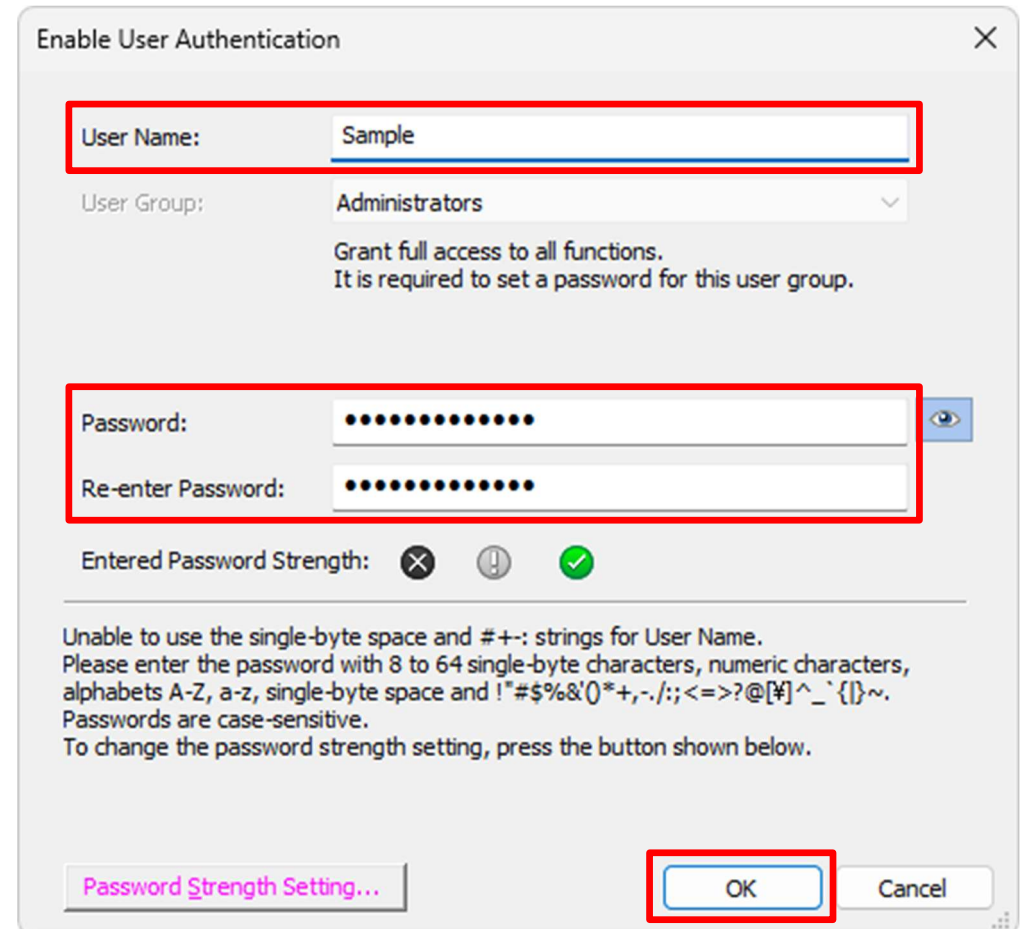 Enable User Authentication
User Name: Sample
User Group: Administrators
Grant full access to all functions.
It is required to set a password for this user group.
Password: •••••••••••••
Re-enter Password: •••••••••••••
Entered Password Strength:
Unable to use the single-byte space and #+-: strings for User Name.
Please enter the password with 8 to 64 single-byte characters, numeric characters,
alphabets A-Z, a-z, single-byte space and !"#$%&'()*+,-./:;<=>?@[¥]^_`{|}~.
Passwords are case-sensitive.
To change the password strength setting, press the button shown below.
Password Strength Setting... OK Cancel